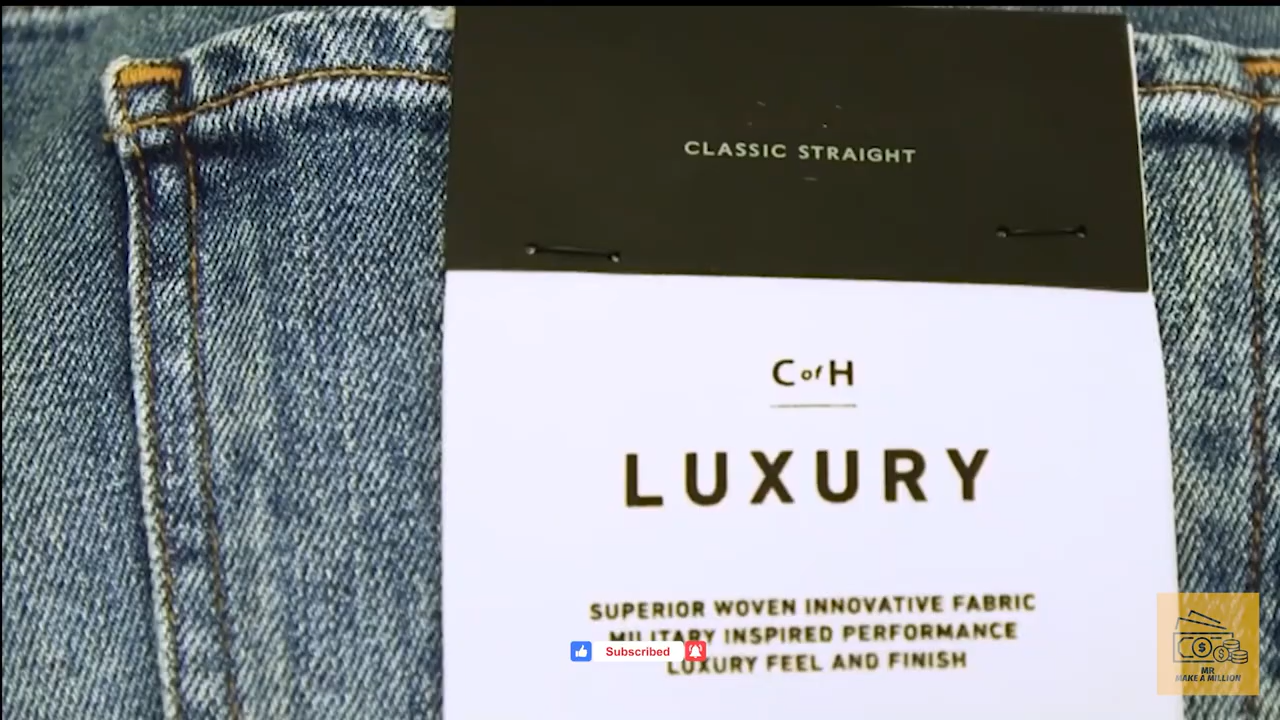 CLASSIC STRAIGHT
C of H
LUXURY
SUPERIOR WOVEN INNOVATIVE FABRIC
MILITARY INSPIRED PERFORMANCE
Subscribed
LUXURY FEEL AND FINISH
MR
MAKE A MILLION